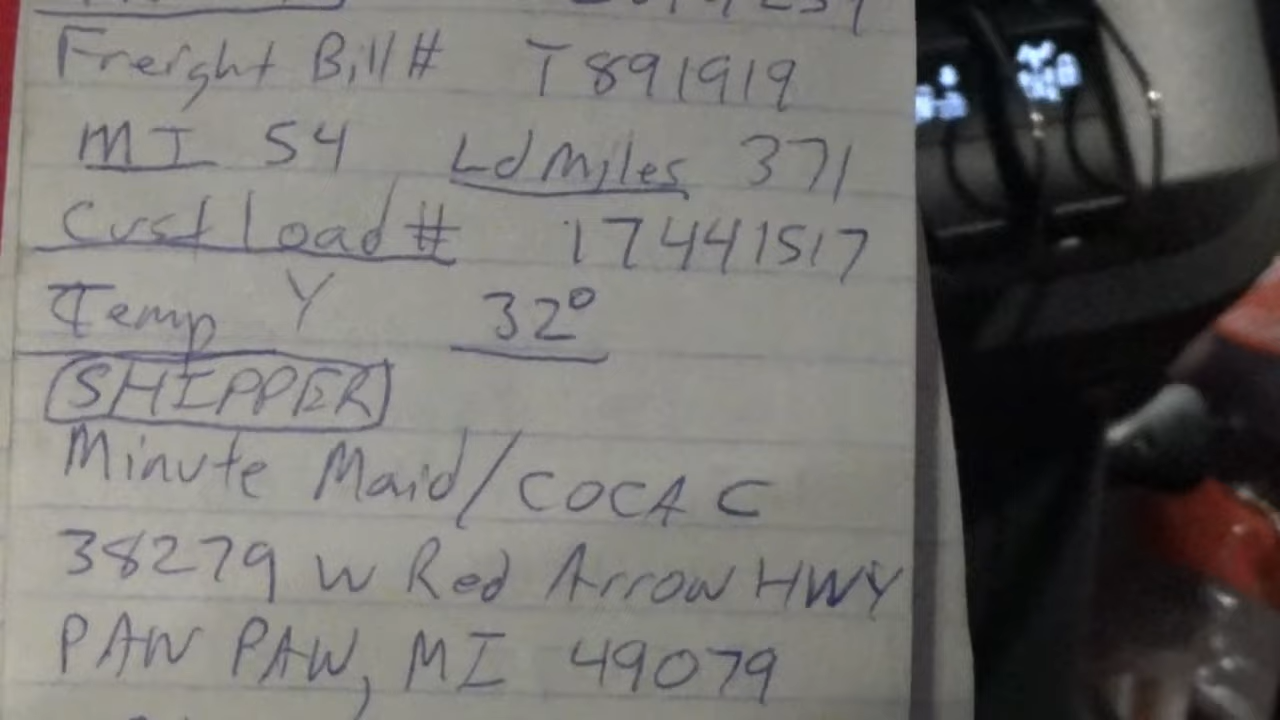 Freight Bill # T891919
MI 54 Ld Miles 371
Cust Load # 17441517
Temp Y 32°
SHIPPER
Minute Maid/COCA C
38279 W Red Arrow HWY
PAW PAW, MI 49079